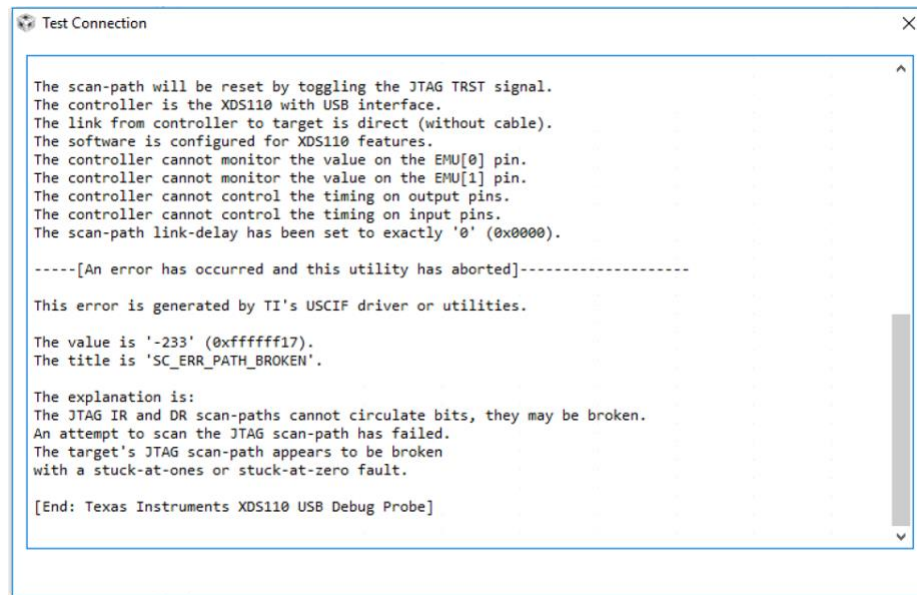 Test Connection
The scan-path will be reset by toggling the JTAG TRST signal.
The controller is the XDS110 with USB interface.
The link from controller to target is direct (without cable).
The software is configured for XDS110 features.
The controller cannot monitor the value on the EMU[0] pin.
The controller cannot monitor the value on the EMU[1] pin.
The controller cannot control the timing on output pins.
The controller cannot control the timing on input pins.
The scan-path link-delay has been set to exactly '0' (0x0000).
-----[An error has occurred and this utility has aborted]--------------------
This error is generated by TI's USCIF driver or utilities.
The value is '-233' (0xffffff17).
The title is 'SC_ERR_PATH_BROKEN'.
The explanation is:
The JTAG IR and DR scan-paths cannot circulate bits, they may be broken.
An attempt to scan the JTAG scan-path has failed.
The target's JTAG scan-path appears to be broken
with a stuck-at-ones or stuck-at-zero fault.
[End: Texas Instruments XDS110 USB Debug Probe]